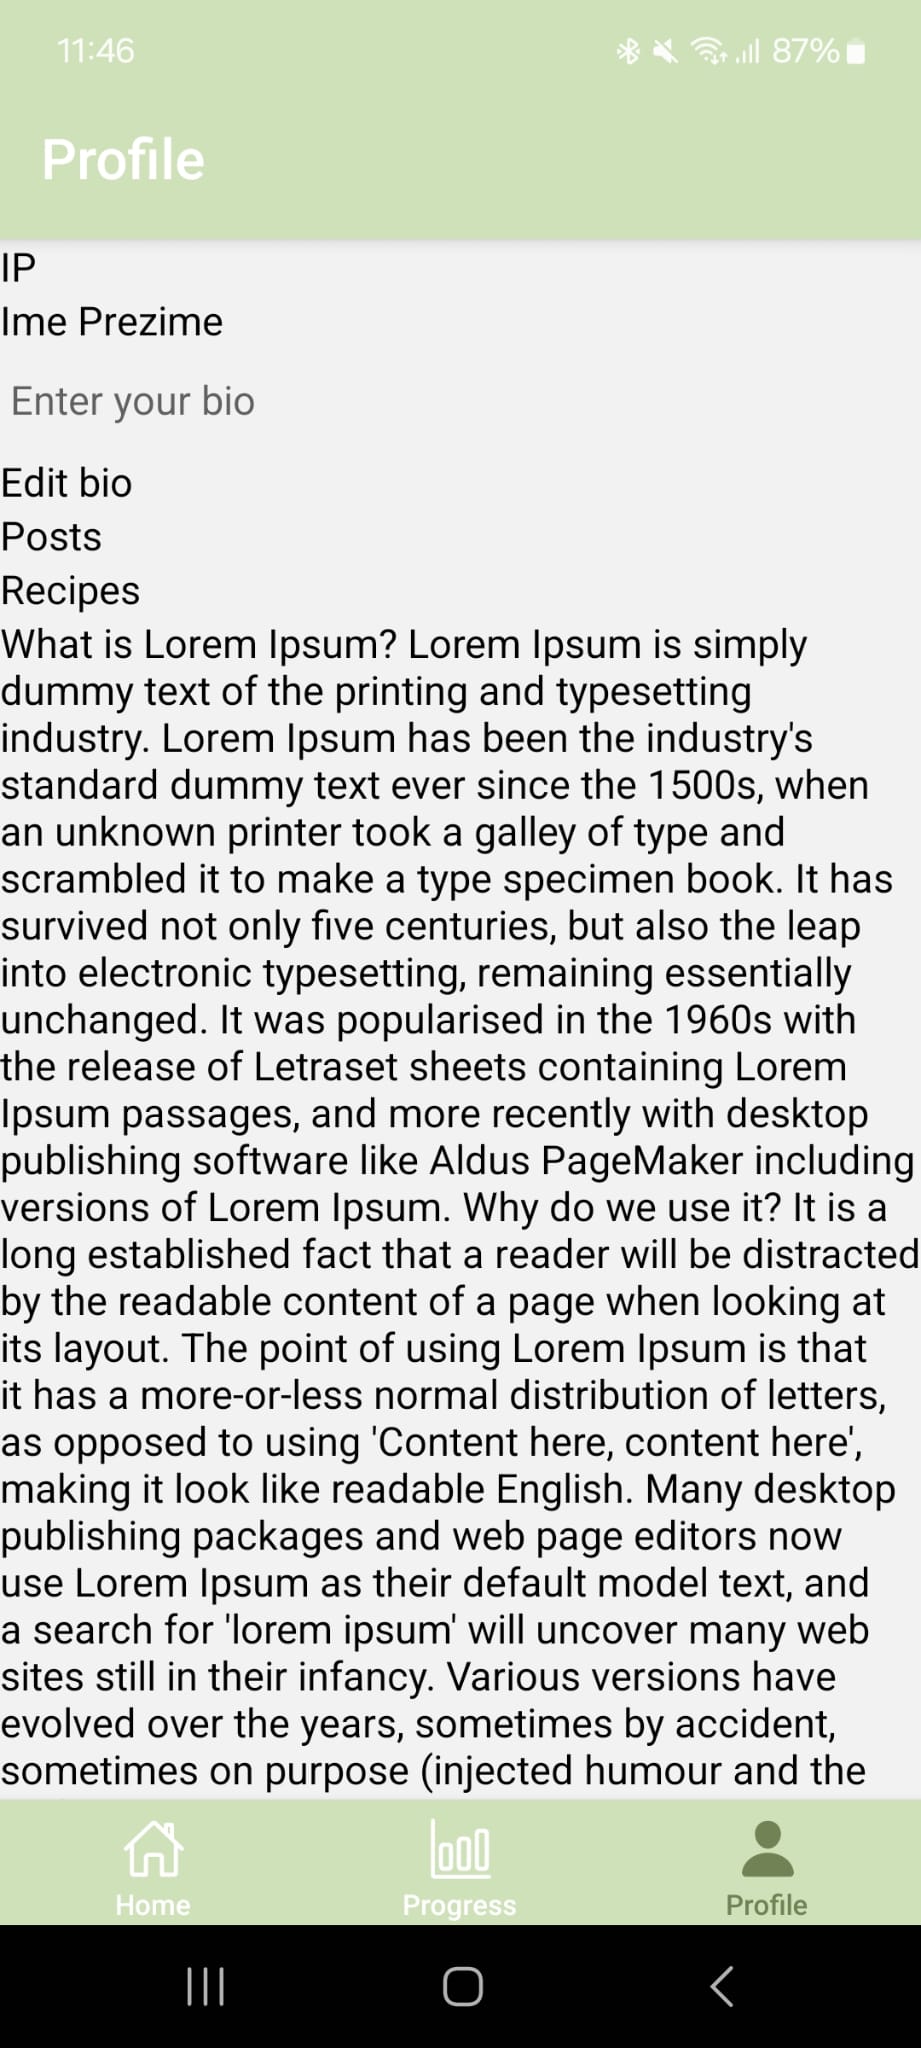 11:46
87%
Profile
IP
Ime Prezime
Enter your bio
Edit bio
Posts
Recipes
What is Lorem Ipsum? Lorem Ipsum is simply
dummy text of the printing and typesetting
industry. Lorem Ipsum has been the industry's
standard dummy text ever since the 1500s, when
an unknown printer took a galley of type and
scrambled it to make a type specimen book. It has
survived not only five centuries, but also the leap
into electronic typesetting, remaining essentially
unchanged. It was popularised in the 1960s with
the release of Letraset sheets containing Lorem
Ipsum passages, and more recently with desktop
publishing software like Aldus PageMaker including
versions of Lorem Ipsum. Why do we use it? It is a
long established fact that a reader will be distracted
by the readable content of a page when looking at
its layout. The point of using Lorem Ipsum is that
it has a more-or-less normal distribution of letters,
as opposed to using 'Content here, content here',
making it look like readable English. Many desktop
publishing packages and web page editors now
use Lorem Ipsum as their default model text, and
a search for 'lorem ipsum' will uncover many web
sites still in their infancy. Various versions have
evolved over the years, sometimes by accident,
sometimes on purpose (injected humour and the
Home
Progress
Profile